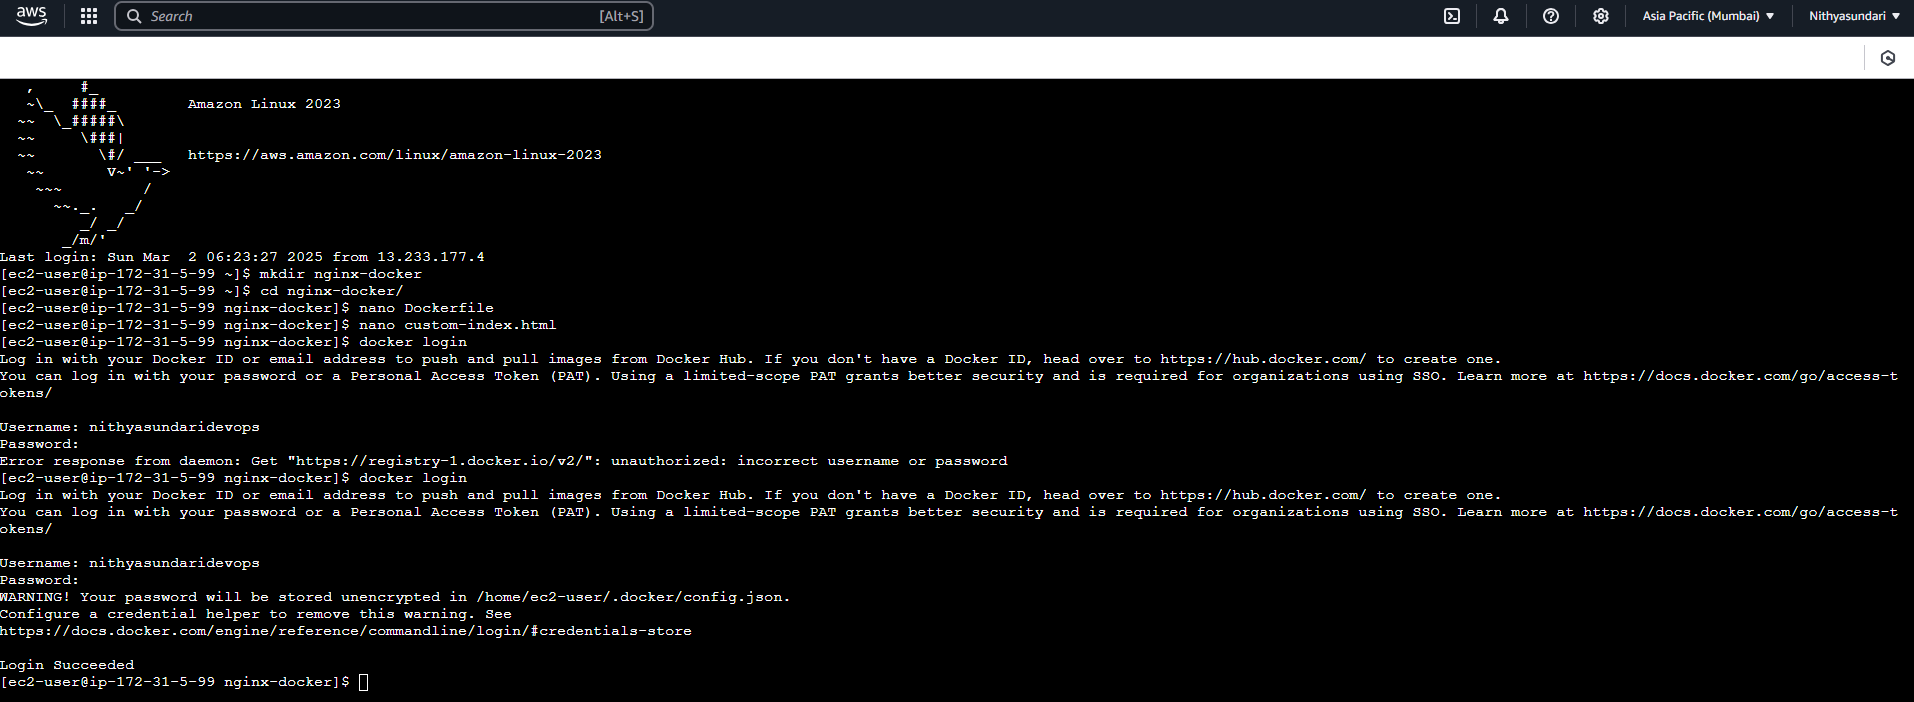 aws
Search [Alt+S]
Asia Pacific (Mumbai) ▼ Nithyasundari ▼
   ,     #_
   ~\_  ####_        Amazon Linux 2023
  ~~  \_#####\
  ~~     \###|
  ~~       \#/ ___   https://aws.amazon.com/linux/amazon-linux-2023
   ~~       V~' '->
    ~~~         /
      ~~._.   _/
         _/ _/
       _/m/'
Last login: Sun Mar  2 06:23:27 2025 from 13.233.177.4
[ec2-user@ip-172-31-5-99 ~]$ mkdir nginx-docker
[ec2-user@ip-172-31-5-99 ~]$ cd nginx-docker/
[ec2-user@ip-172-31-5-99 nginx-docker]$ nano Dockerfile
[ec2-user@ip-172-31-5-99 nginx-docker]$ nano custom-index.html
[ec2-user@ip-172-31-5-99 nginx-docker]$ docker login
Log in with your Docker ID or email address to push and pull images from Docker Hub. If you don't have a Docker ID, head over to https://hub.docker.com/ to create one.
You can log in with your password or a Personal Access Token (PAT). Using a limited-scope PAT grants better security and is required for organizations using SSO. Learn more at https://docs.docker.com/go/access-t
okens/
Username: nithyasundaridevops
Password:
Error response from daemon: Get "https://registry-1.docker.io/v2/": unauthorized: incorrect username or password
[ec2-user@ip-172-31-5-99 nginx-docker]$ docker login
Log in with your Docker ID or email address to push and pull images from Docker Hub. If you don't have a Docker ID, head over to https://hub.docker.com/ to create one.
You can log in with your password or a Personal Access Token (PAT). Using a limited-scope PAT grants better security and is required for organizations using SSO. Learn more at https://docs.docker.com/go/access-t
okens/
Username: nithyasundaridevops
Password:
WARNING! Your password will be stored unencrypted in /home/ec2-user/.docker/config.json.
Configure a credential helper to remove this warning. See
https://docs.docker.com/engine/reference/commandline/login/#credentials-store
Login Succeeded
[ec2-user@ip-172-31-5-99 nginx-docker]$